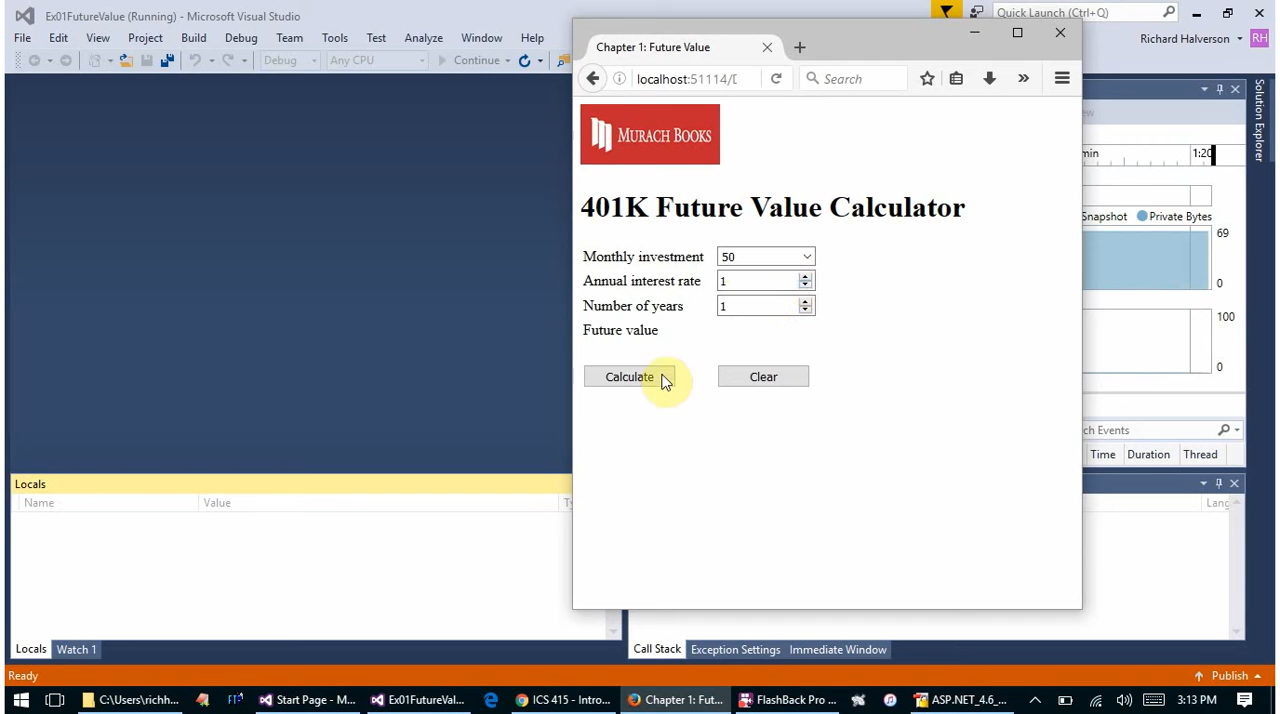 Ex01FutureValue (Running) - Microsoft Visual Studio
Quick Launch (Ctrl+Q)
File Edit View Project Build Debug Team Tools Test Analyze Window Help
Richard Halverson
RH
Debug
Any CPU
Continue
Chapter 1: Future Value
localhost:51114/D
Search
MURACH BOOKS
401K Future Value Calculator
Monthly investment 50
Annual interest rate 1
Number of years 1
Future value
Calculate Clear
Solution Explorer
min
1:20
Snapshot Private Bytes
69
0
100
0
ch Events
Time Duration Thread
Locals
Name Value
Lang
Locals Watch 1
Call Stack Exception Settings Immediate Window
Ready
Publish
C:\Users\richh...
Start Page - M...
Ex01FutureVal...
ICS 415 - Intro...
Chapter 1: Fut...
FlashBack Pro ...
ASP.NET_4.6_...
3:13 PM